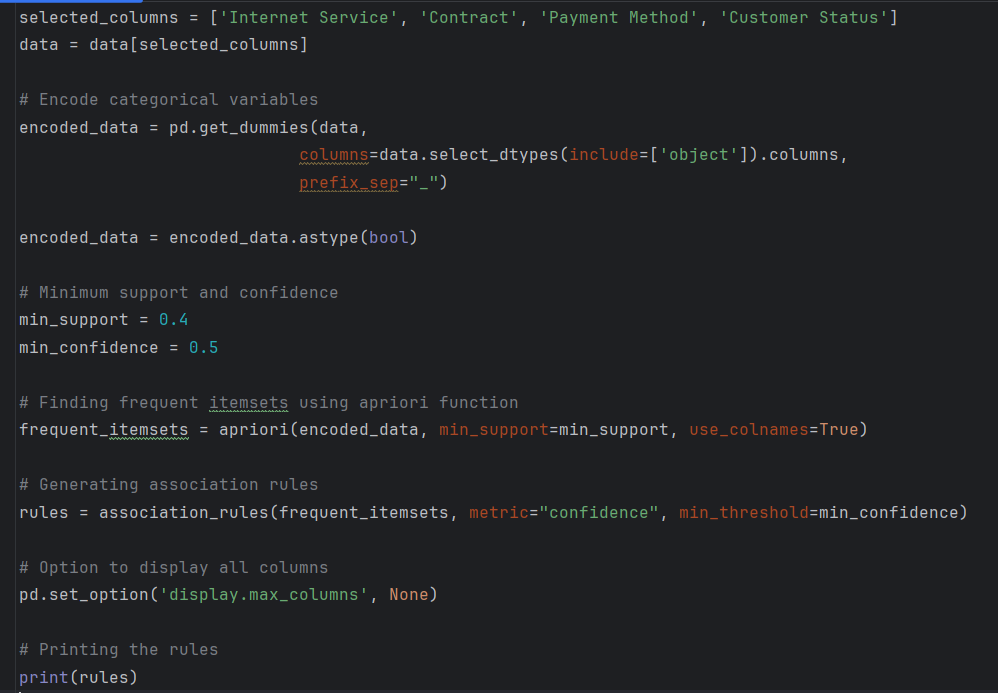 selected_columns = ['Internet Service', 'Contract', 'Payment Method', 'Customer Status']
data = data[selected_columns]
# Encode categorical variables
encoded_data = pd.get_dummies(data,
columns=data.select_dtypes(include=['object']).columns,
prefix_sep="_")
encoded_data = encoded_data.astype(bool)
# Minimum support and confidence
min_support = 0.4
min_confidence = 0.5
# Finding frequent itemsets using apriori function
frequent_itemsets = apriori(encoded_data, min_support=min_support, use_colnames=True)
# Generating association rules
rules = association_rules(frequent_itemsets, metric="confidence", min_threshold=min_confidence)
# Option to display all columns
pd.set_option('display.max_columns', None)
# Printing the rules
print(rules)